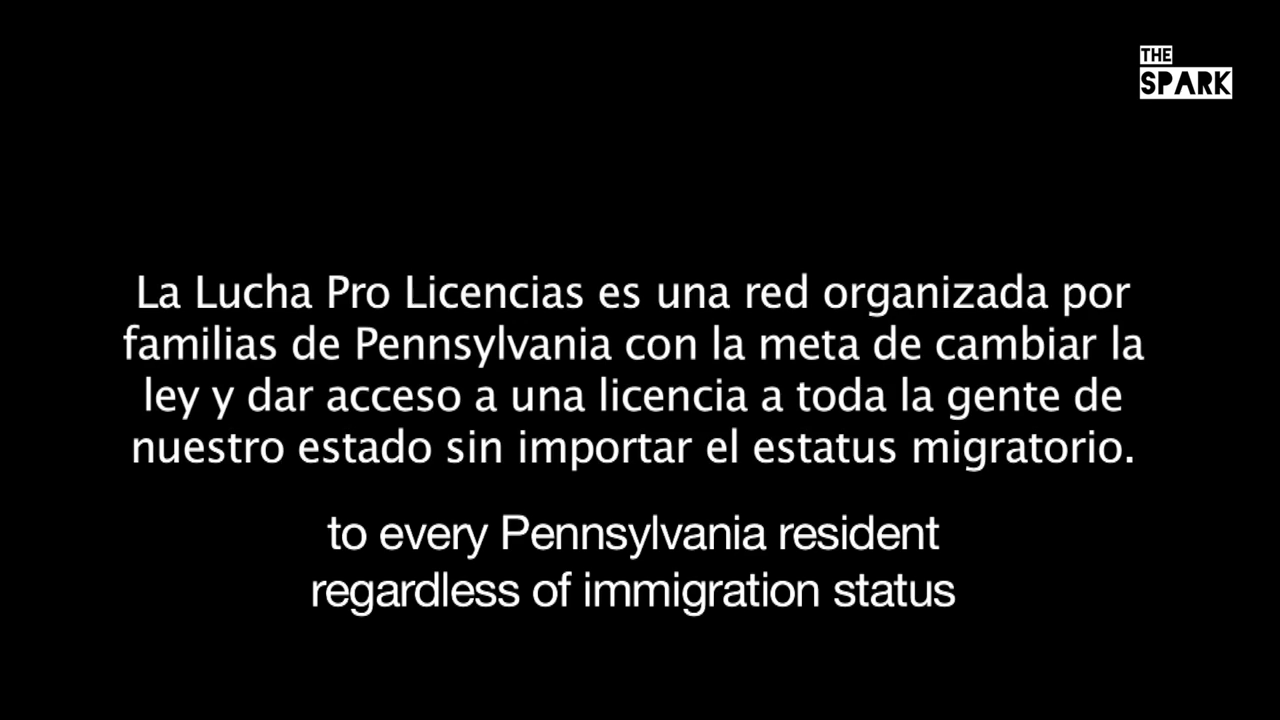 THE
SPARK
La Lucha Pro Licencias es una red organizada por
familias de Pennsylvania con la meta de cambiar la
ley y dar acceso a una licencia a toda la gente de
nuestro estado sin importar el estatus migratorio.
to every Pennsylvania resident
regardless of immigration status